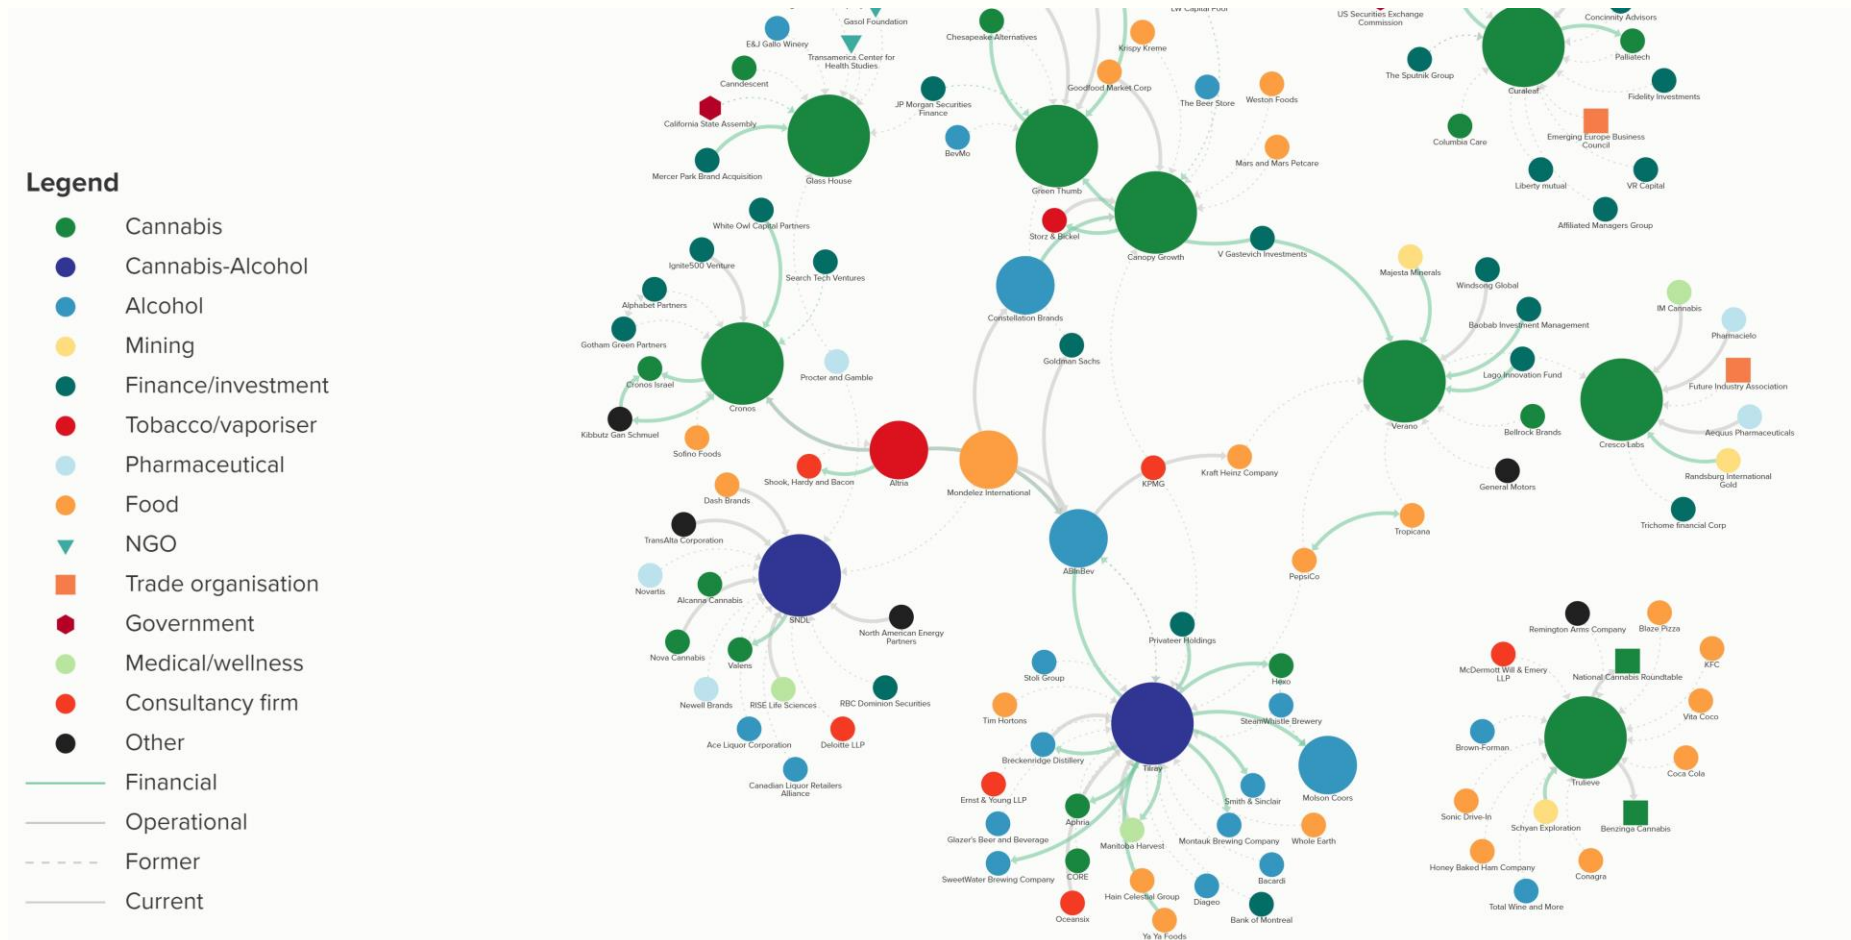 Legend
Cannabis
Cannabis-Alcohol
Alcohol
Mining
Finance/investment
Tobacco/vaporiser
Pharmaceutical
Food
NGO
Trade organisation
Government
Medical/wellness
Consultancy firm
Other
Financial
Operational
Former
Current
Gasol Foundation
E&J Gallo Winery
Transamerica Center for
Health Studies
Canndescent
California State Assembly
Mercer Park Brand Acquisition
Glass House
Chesapeake Alternatives
LW Capital Pool
Krispy Kreme
Goodfood Market Corp
JP Morgan Securities
Finance
The Beer Store
Weston Foods
BevMo
Mars and Mars Petcare
Green Thumb
Storz & Bickel
Canopy Growth
V Gastevich Investments
Constellation Brands
Goldman Sachs
US Securities Exchange
Commission
Concinnity Advisors
Palliatech
The Sputnik Group
Curaleaf
Fidelity Investments
Columbia Care
Emerging Europe Business
Council
Liberty mutual
VR Capital
Affiliated Managers Group
White Owl Capital Partners
Ignite500 Venture
Search Tech Ventures
Alphabet Partners
Gotham Green Partners
Cronos Israel
Procter and Gamble
Cronos
Kibbutz Gan Schmuel
Sofino Foods
Shook, Hardy and Bacon
Altria
Mondelez International
Majesta Minerals
Windsong Global
Baobab Investment Management
Lago Innovation Fund
Verano
Bellrock Brands
General Motors
Tropicana
PepsiCo
KPMG
Kraft Heinz Company
ABInBev
IM Cannabis
Pharmacielo
Future Industry Association
Aequus Pharmaceuticals
Cresco Labs
Randsburg International
Gold
Trichome financial Corp
Dash Brands
TransAlta Corporation
Novartis
Alcanna Cannabis
SNDL
North American Energy
Partners
Nova Cannabis
Valens
Newell Brands
RISE Life Sciences
RBC Dominion Securities
Ace Liquor Corporation
Deloitte LLP
Canadian Liquor Retailers
Alliance
Privateer Holdings
Stoli Group
Hexo
Tim Hortons
SteamWhistle Brewery
Breckenridge Distillery
Tilray
Molson Coors
Ernst & Young LLP
Smith & Sinclair
Aphria
Glazer's Beer and Beverage
Manitoba Harvest
Montauk Brewing Company
Whole Earth
SweetWater Brewing Company
CORE
Bacardi
Hain Celestial Group
Diageo
Oceansix
Bank of Montreal
Ya Ya Foods
Remington Arms Company
Blaze Pizza
McDermott Will & Emery
LLP
National Cannabis Roundtable
KFC
Vita Coco
Brown-Forman
Trulieve
Coca Cola
Sonic Drive-In
Schyan Exploration
Benzinga Cannabis
Honey Baked Ham Company
Conagra
Total Wine and More